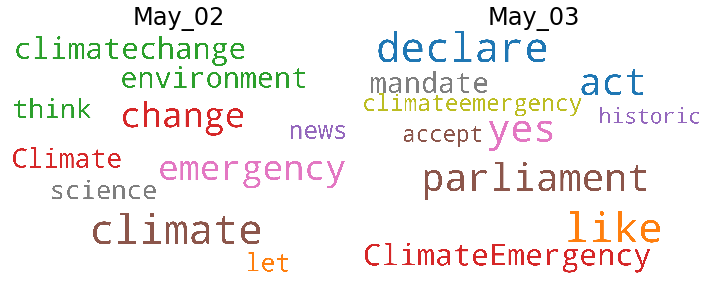 May_02
climatechange
environment
think
change
news
Climate
emergency
science
climate
let
May_03
declare
mandate
act
climateemergency
historic
accept
yes
parliament
like
ClimateEmergency